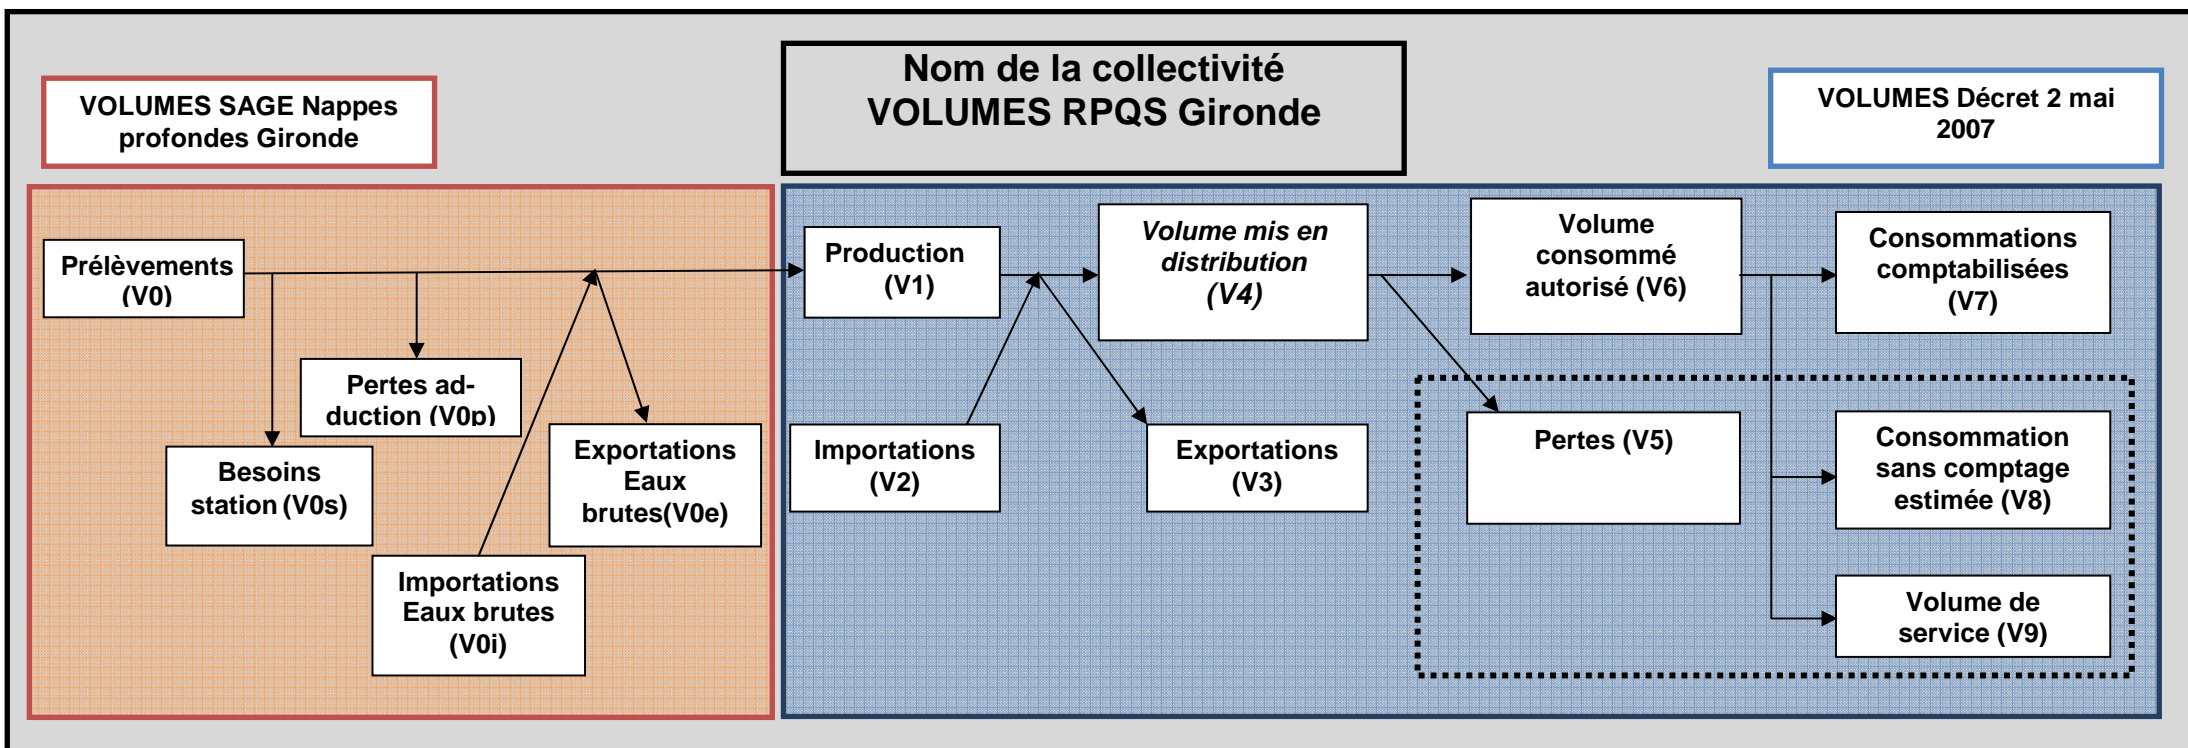 Nom de la collectivité
VOLUMES RPQS Gironde
VOLUMES SAGE Nappes
profondes Gironde
VOLUMES Décret 2 mai
2007
Prélèvements
(V0)
Pertes ad-
duction (V0p)
Besoins
station (V0s)
Exportations
Eaux
brutes(V0e)
Importations
Eaux brutes
(V0i)
Production
(V1)
Importations
(V2)
Volume mis en
distribution
(V4)
Exportations
(V3)
Volume
consommé
autorisé (V6)
Pertes (V5)
Consommations
comptabilisées
(V7)
Consommation
sans comptage
estimée (V8)
Volume de
service (V9)